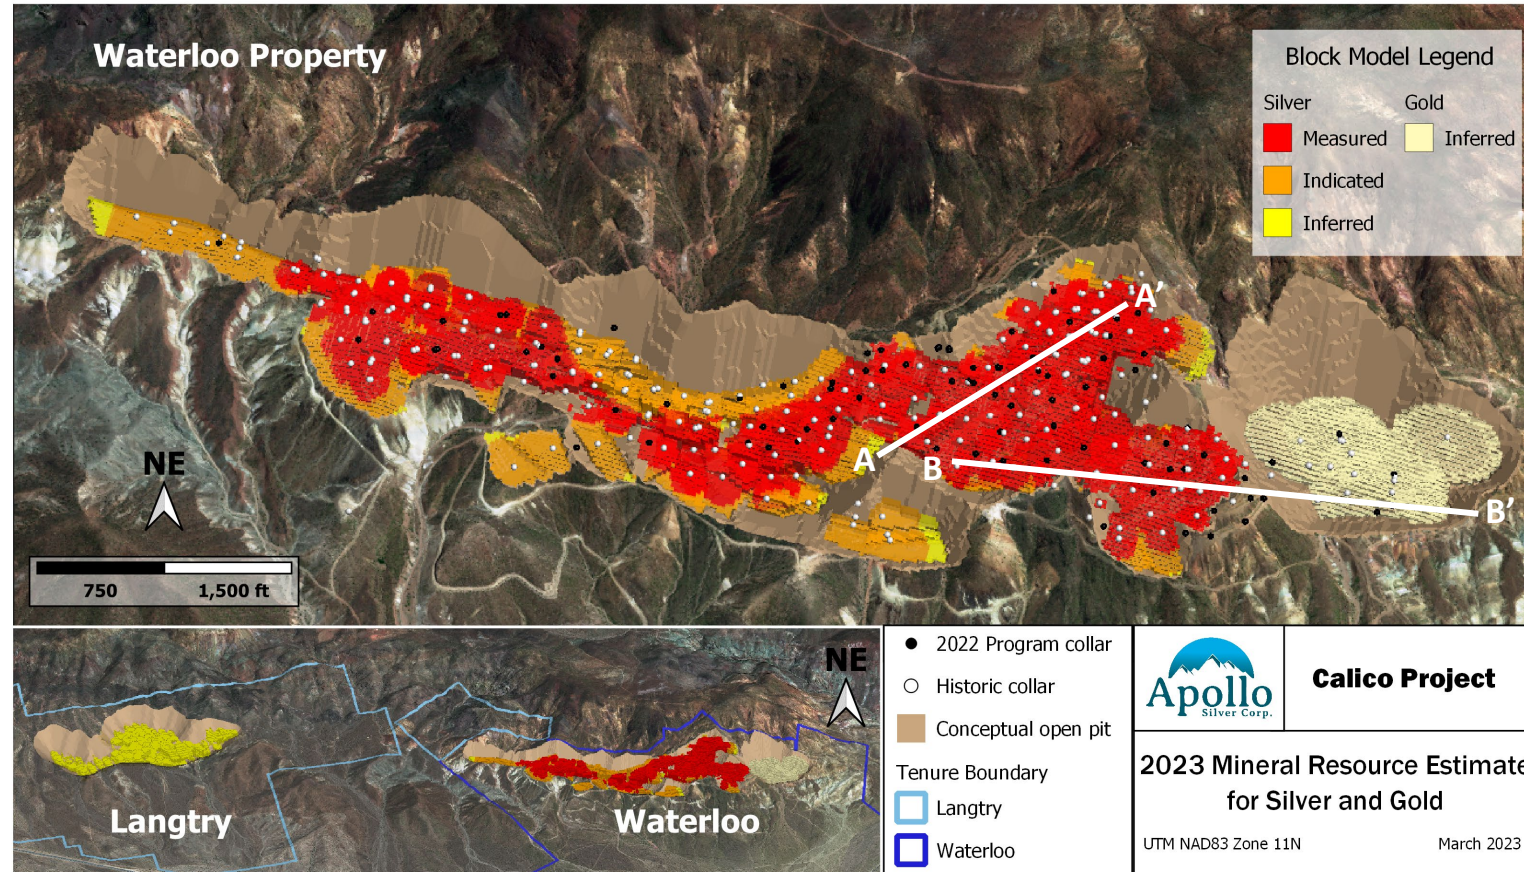 Waterloo Property
Block Model Legend
Silver
Gold
Measured
Inferred
Indicated
Inferred
A'
A
B
B'
NE
750
1,500 ft
NE
Langtry
Waterloo
2022 Program collar
Historic collar
Conceptual open pit
Tenure Boundary
Langtry
Waterloo
Apollo
Silver Corp.
Calico Project
2023 Mineral Resource Estimate
for Silver and Gold
UTM NAD83 Zone 11N
March 2023